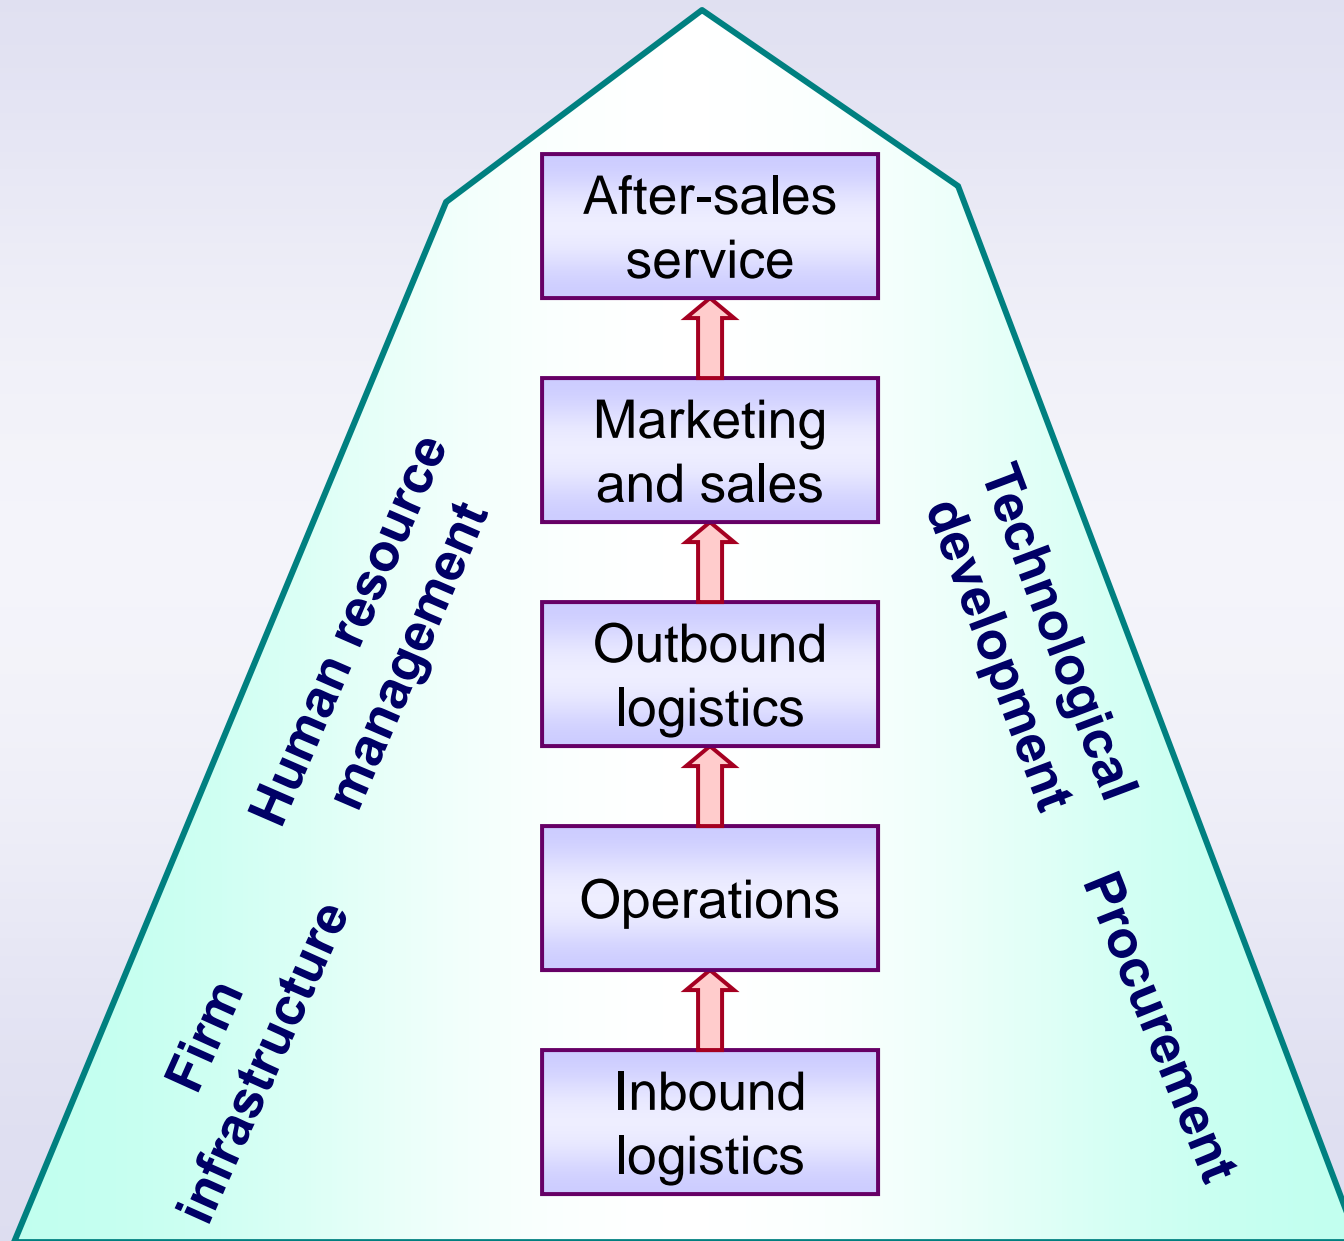 After-sales
service
Marketing
and sales
Outbound
logistics
Operations
Inbound
logistics
Human resource
management
Firm
infrastructure
Technological
development
Procurement